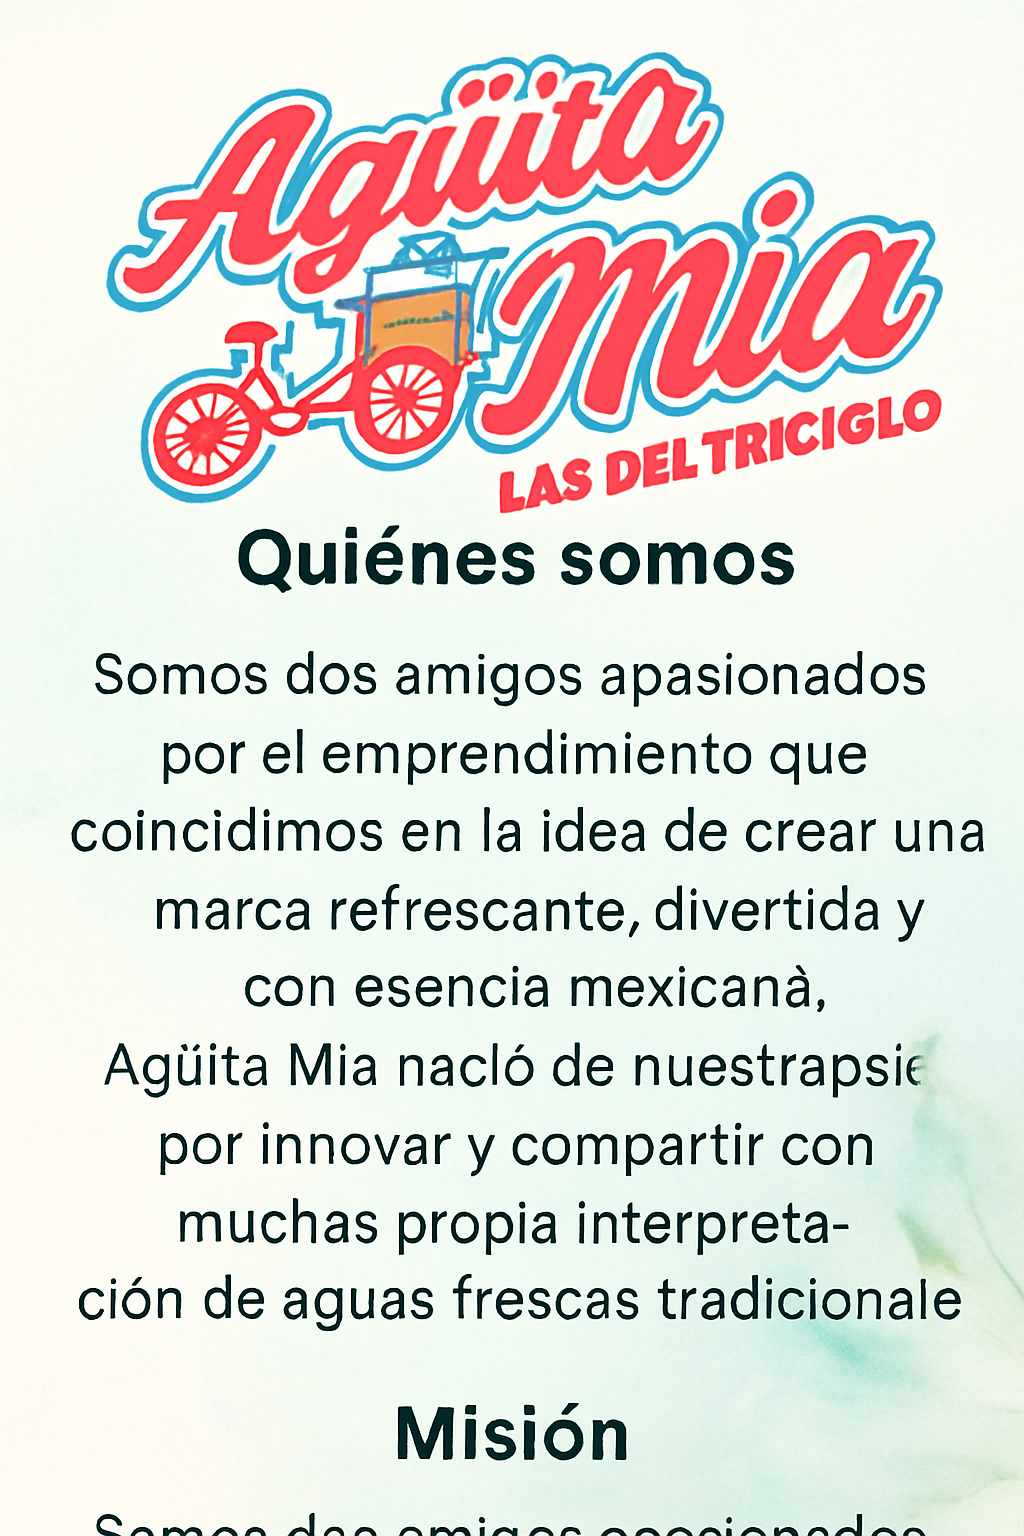 Agüita
Mia
LAS DEL TRICIGLO
Quiénes somos
Somos dos amigos apasionados
por el emprendimiento que
coincidimos en la idea de crear una
marca refrescante, divertida y
con esencia mexicanà,
Agüita Mia nacló de nuestrapsie
por innovar y compartir con
muchas propia interpreta-
ción de aguas frescas tradicionale
Misión